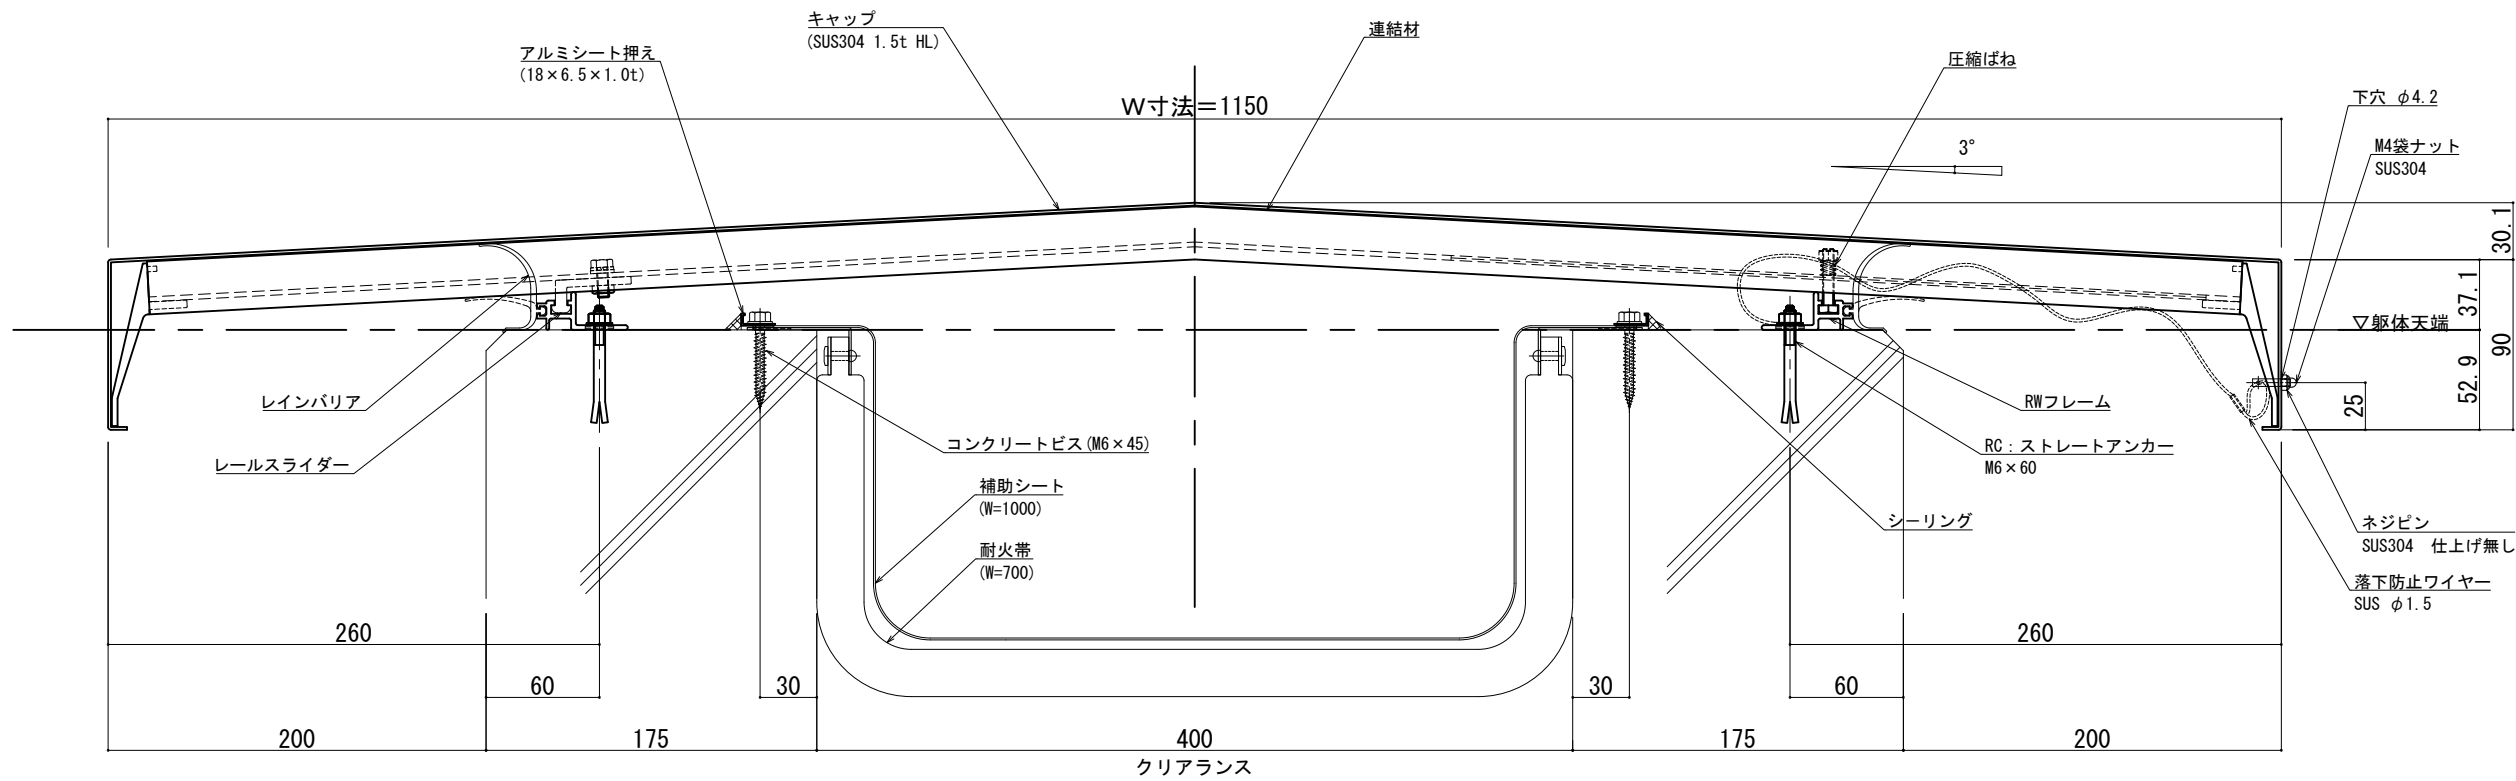 キャップ
(SUS304 1.5t HL)
連結材
アルミシート押え
(18×6.5×1.0t)
圧縮ばね
W寸法＝1150
下穴 φ4.2
3°
M4袋ナット
SUS304
30.1
37.1
▽躯体天端
90
52.9
25
レインバリア
RWフレーム
コンクリートビス(M6×45)
RC：ストレートアンカー
M6×60
レールスライダー
補助シート
(W=1000)
シーリング
ネジピン
SUS304 仕上げ無し
耐火帯
(W=700)
落下防止ワイヤー
SUS φ1.5
260
260
60
30
30
60
200
175
400
175
200
クリアランス